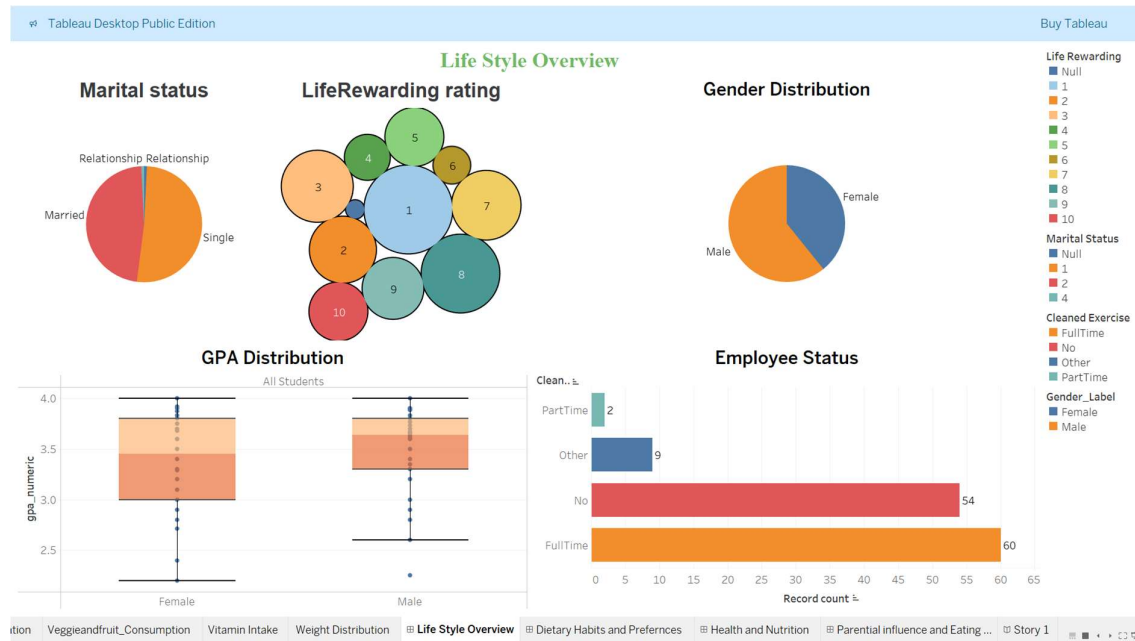 Tableau Desktop Public Edition
Buy Tableau
Life Style Overview
Marital status
Relationship Relationship
Married
Single
LifeRewarding rating
5
4
6
3
1
7
2
8
9
10
Gender Distribution
Female
Male
Life Rewarding
Null
1
2
3
4
5
6
7
8
9
10
Marital Status
Null
1
2
4
Cleaned Exercise
FullTime
No
Other
PartTime
Gender_Label
Female
Male
GPA Distribution
All Students
gpa_numeric
4.0
3.5
3.0
2.5
Female
Male
Employee Status
Clean..
PartTime
2
Other
9
No
54
FullTime
60
0 5 10 15 20 25 30 35 40 45 50 55 60 65
Record count
tion Veggieandfruit_Consumption Vitamin Intake Weight Distribution Life Style Overview Dietary Habits and Prefernces Health and Nutrition Parential influence and Eating ... Story 1